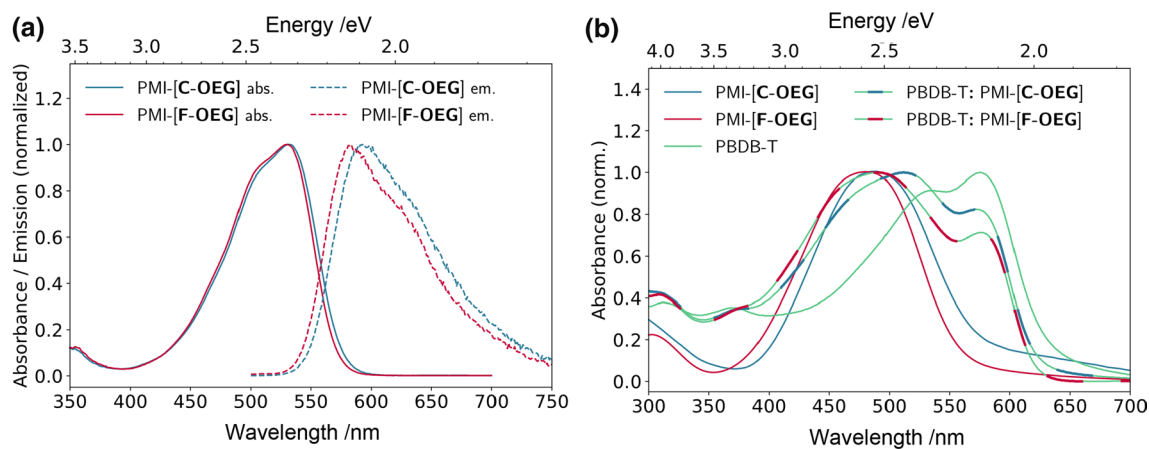 (a)
Energy /eV
3.5 3.0 2.5 2.0
PMI-[C-OEG] abs. PMI-[C-OEG] em.
PMI-[F-OEG] abs. PMI-[F-OEG] em.
Absorbance / Emission (normalized)
1.2
1.0
0.8
0.6
0.4
0.2
0.0
350 400 450 500 550 600 650 700 750
Wavelength /nm
(b)
Energy /eV
4.0 3.5 3.0 2.5 2.0
PMI-[C-OEG] PBDB-T: PMI-[C-OEG]
PMI-[F-OEG] PBDB-T: PMI-[F-OEG]
PBDB-T
Absorbance (norm.)
1.4
1.2
1.0
0.8
0.6
0.4
0.2
0.0
300 350 400 450 500 550 600 650 700
Wavelength /nm